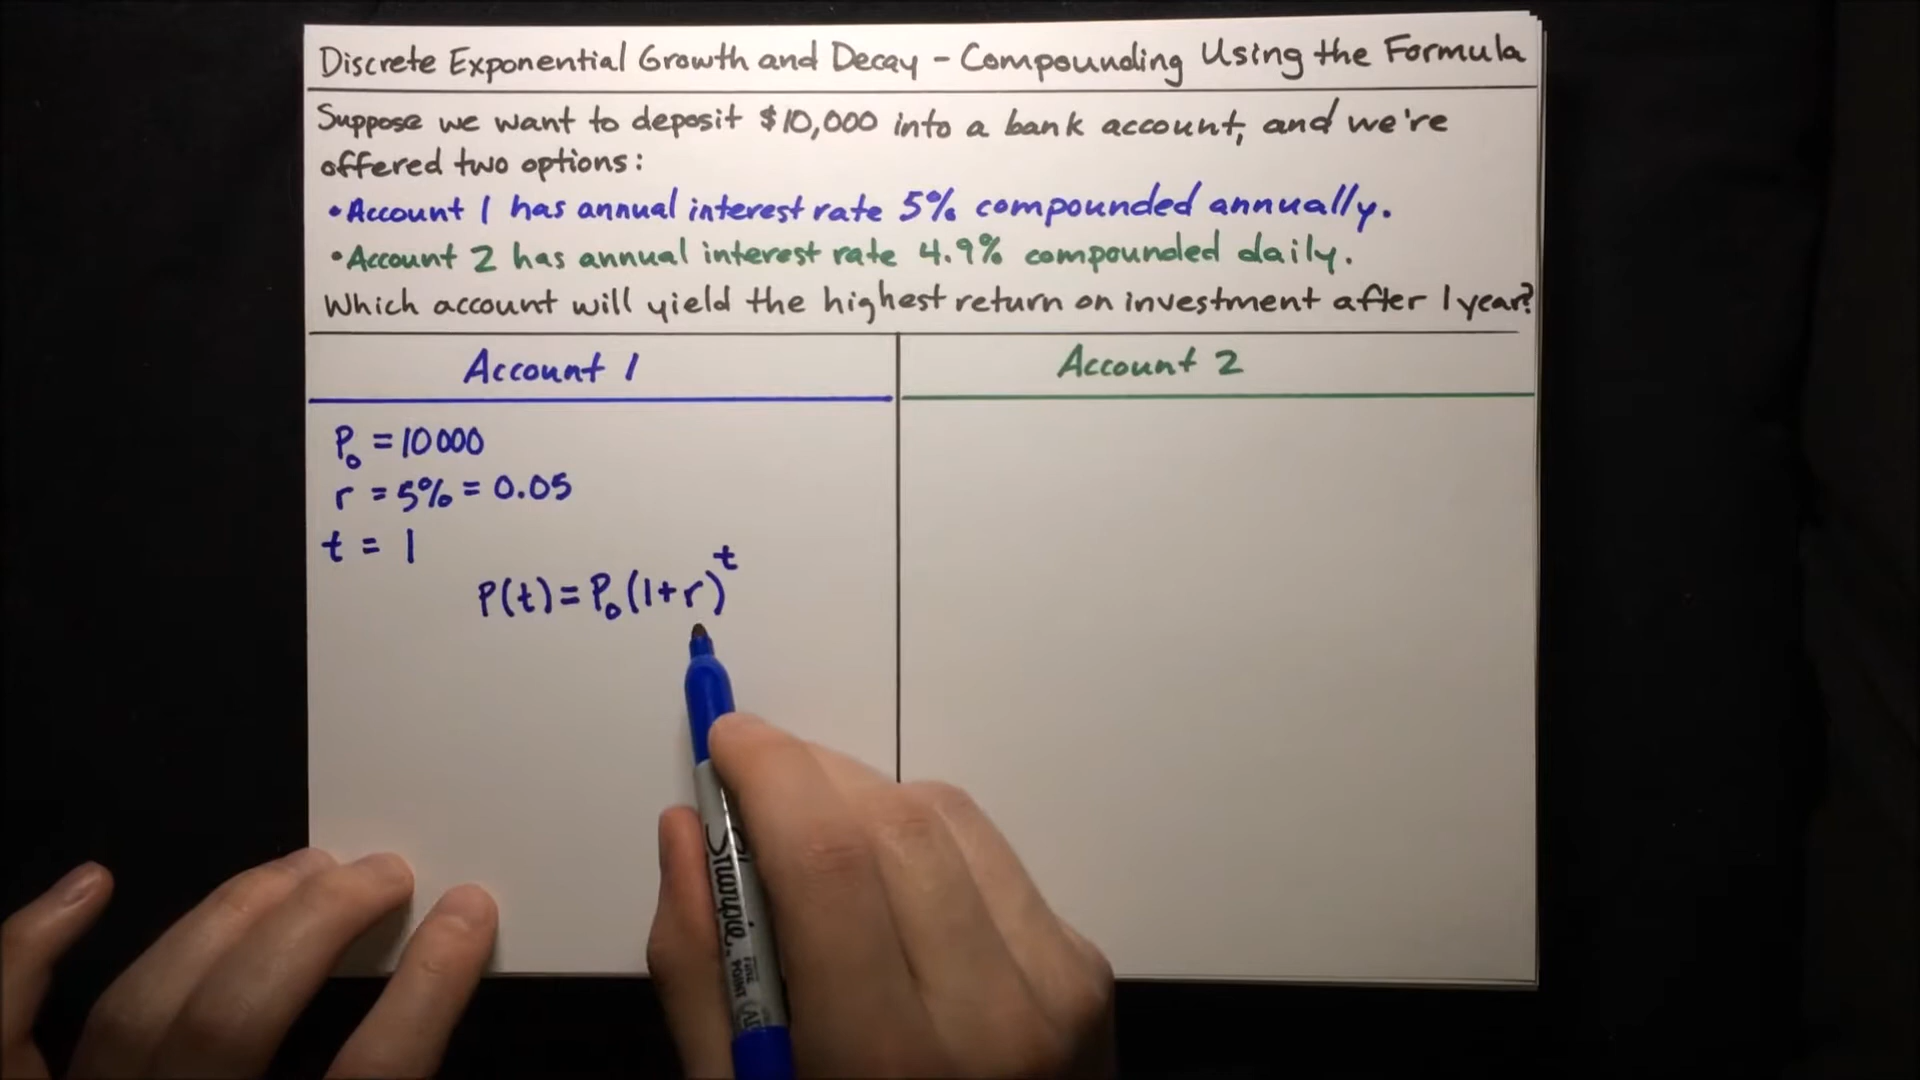 Discrete Exponential Growth and Decay - Compounding Using the Formula
Suppose we want to deposit $10,000 into a bank account, and we're
offered two options:
• Account 1 has annual interest rate 5% compounded annually.
• Account 2 has annual interest rate 4.9% compounded daily.
Which account will yield the highest return on investment after 1 year?
Account 1
P₀ = 10000
r = 5% = 0.05
t = 1
P(t) = P₀(1+r)^t
Account 2
Sharpie
FINE
POINT